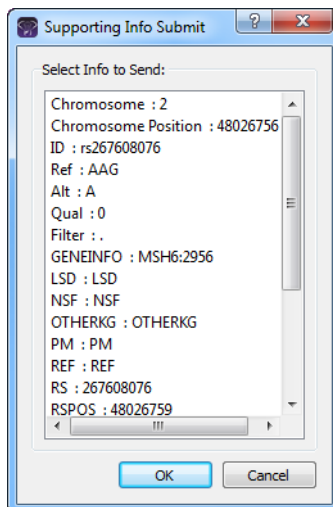 Supporting Info Submit
Select Info to Send:
Chromosome : 2
Chromosome Position : 48026756
ID : rs267608076
Ref : AAG
Alt : A
Qual : 0
Filter : .
GENEINFO : MSH6:2956
LSD : LSD
NSF : NSF
OTHERKG : OTHERKG
PM : PM
REF : REF
RS : 267608076
RSPOS : 48026759
OK
Cancel